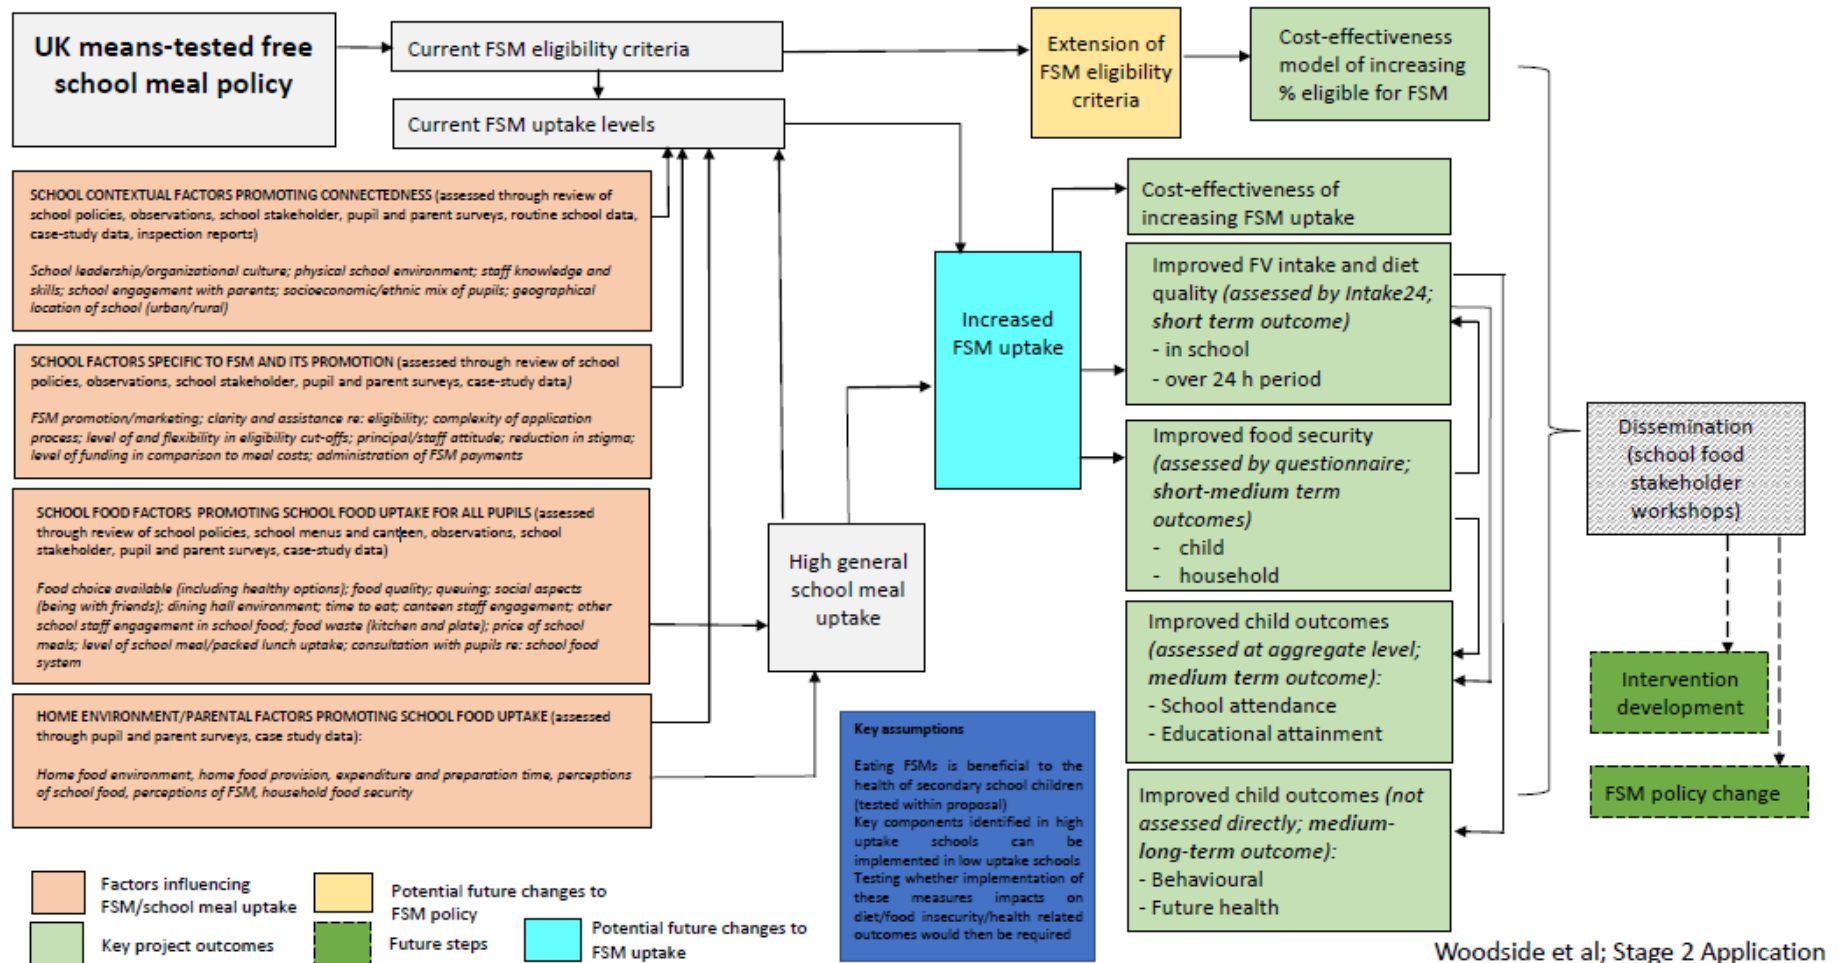 UK means-tested free
school meal policy
Current FSM eligibility criteria
Current FSM uptake levels
Extension of
FSM eligibility
criteria
Cost-effectiveness
model of increasing
% eligible for FSM
SCHOOL CONTEXTUAL FACTORS PROMOTING CONNECTEDNESS (assessed through review of
school policies, observations, school stakeholder, pupil and parent surveys, routine school data,
case-study data, inspection reports)
School leadership/organizational culture; physical school environment; staff knowledge and
skills; school engagement with parents; socioeconomic/ethnic mix of pupils; geographical
location of school (urban/rural)
SCHOOL FACTORS SPECIFIC TO FSM AND ITS PROMOTION (assessed through review of school
policies, observations, school stakeholder, pupil and parent surveys, case-study data)
FSM promotion/marketing; clarity and assistance re: eligibility; complexity of application
process; level of and flexibility in eligibility cut-offs; principal/staff attitude; reduction in stigma;
level of funding in comparison to meal costs; administration of FSM payments
SCHOOL FOOD FACTORS PROMOTING SCHOOL FOOD UPTAKE FOR ALL PUPILS (assessed
through review of school policies, school menus and canteen, observations, school
stakeholder, pupil and parent surveys, case-study data)
Food choice available (including healthy options); food quality; queuing; social aspects
(being with friends); dining hall environment; time to eat; canteen staff engagement; other
school staff engagement in school food; food waste (kitchen and plate); price of school
meals; level of school meal/packed lunch uptake; consultation with pupils re: school food
system
HOME ENVIRONMENT/PARENTAL FACTORS PROMOTING SCHOOL FOOD UPTAKE (assessed
through pupil and parent surveys, case study data):
Home food environment, home food provision, expenditure and preparation time, perceptions
of school food, perceptions of FSM, household food security
High general
school meal
uptake
Increased
FSM uptake
Cost-effectiveness of
increasing FSM uptake
Improved FV intake and diet
quality (assessed by Intake24;
short term outcome)
- in school
- over 24 h period
Improved food security
(assessed by questionnaire;
short-medium term
outcomes)
- child
- household
Improved child outcomes
(assessed at aggregate level;
medium term outcome):
- School attendance
- Educational attainment
Improved child outcomes (not
assessed directly; medium-
long-term outcome):
- Behavioural
- Future health
Dissemination
(school food
stakeholder
workshops)
Intervention
development
FSM policy change
Key assumptions
Eating FSMs is beneficial to the
health of secondary school children
(tested within proposal)
Key components identified in high
uptake schools can be
implemented in low uptake schools
Testing whether implementation of
these measures impacts on
diet/food insecurity/health related
outcomes would then be required
Factors influencing
FSM/school meal uptake
Potential future changes to
FSM policy
Key project outcomes
Future steps
Potential future changes to
FSM uptake
Woodside et al; Stage 2 Application